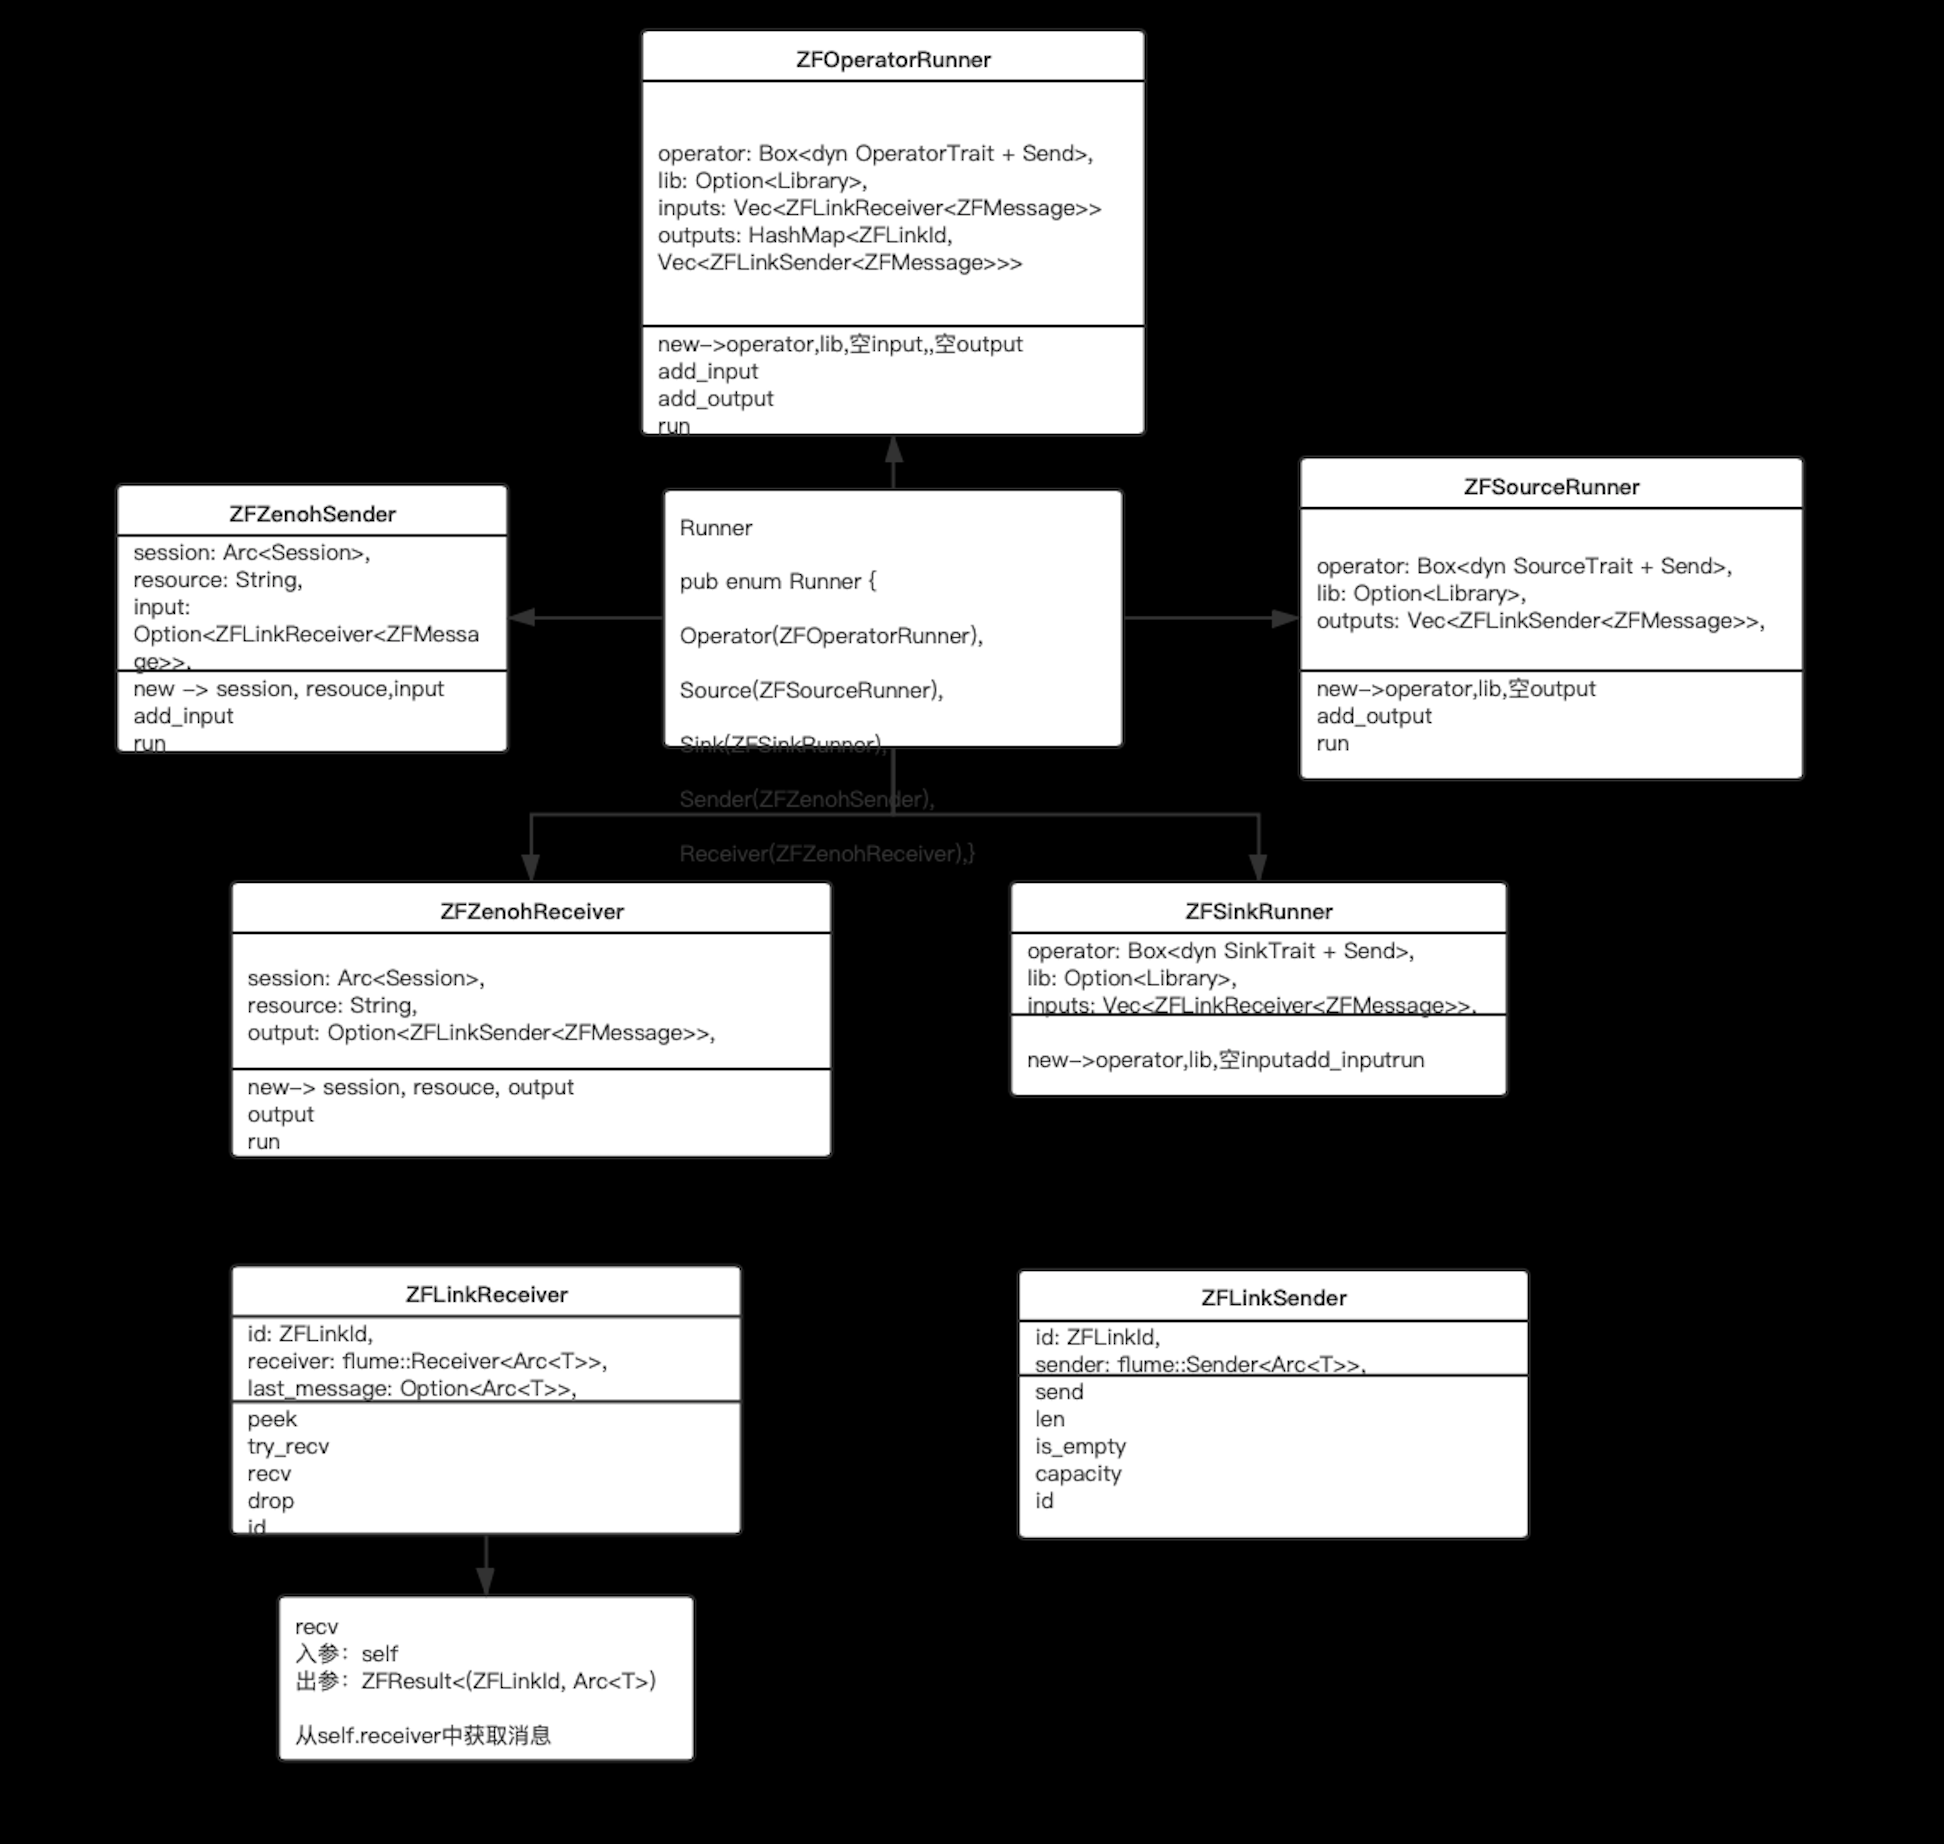 ZFOperatorRunner
operator: Box<dyn OperatorTrait + Send>,
lib: Option<Library>,
inputs: Vec<ZFLinkReceiver<ZFMessage>>
outputs: HashMap<ZFLinkId,
Vec<ZFLinkSender<ZFMessage>>>
new->operator,lib,空input,,空output
add_input
add_output
run
ZFZenohSender
session: Arc<Session>,
resource: String,
input:
Option<ZFLinkReceiver<ZFMessa
ge>>,
new -> session, resouce,input
add_input
run
Runner
pub enum Runner {
Operator(ZFOperatorRunner),
Source(ZFSourceRunner),
Sink(ZFSinkRunner),
Sender(ZFZenohSender),
Receiver(ZFZenohReceiver),}
ZFSourceRunner
operator: Box<dyn SourceTrait + Send>,
lib: Option<Library>,
outputs: Vec<ZFLinkSender<ZFMessage>>,
new->operator,lib,空output
add_output
run
ZFZenohReceiver
session: Arc<Session>,
resource: String,
output: Option<ZFLinkSender<ZFMessage>>,
new-> session, resouce, output
output
run
ZFSinkRunner
operator: Box<dyn SinkTrait + Send>,
lib: Option<Library>,
inputs: Vec<ZFLinkReceiver<ZFMessage>>,
new->operator,lib,空inputadd_inputrun
ZFLinkReceiver
id: ZFLinkId,
receiver: flume::Receiver<Arc<T>>,
last_message: Option<Arc<T>>,
peek
try_recv
recv
drop
id
ZFLinkSender
id: ZFLinkId,
sender: flume::Sender<Arc<T>>,
send
len
is_empty
capacity
id
recv
入参：self
出参：ZFResult<(ZFLinkId, Arc<T>)
从self.receiver中获取消息